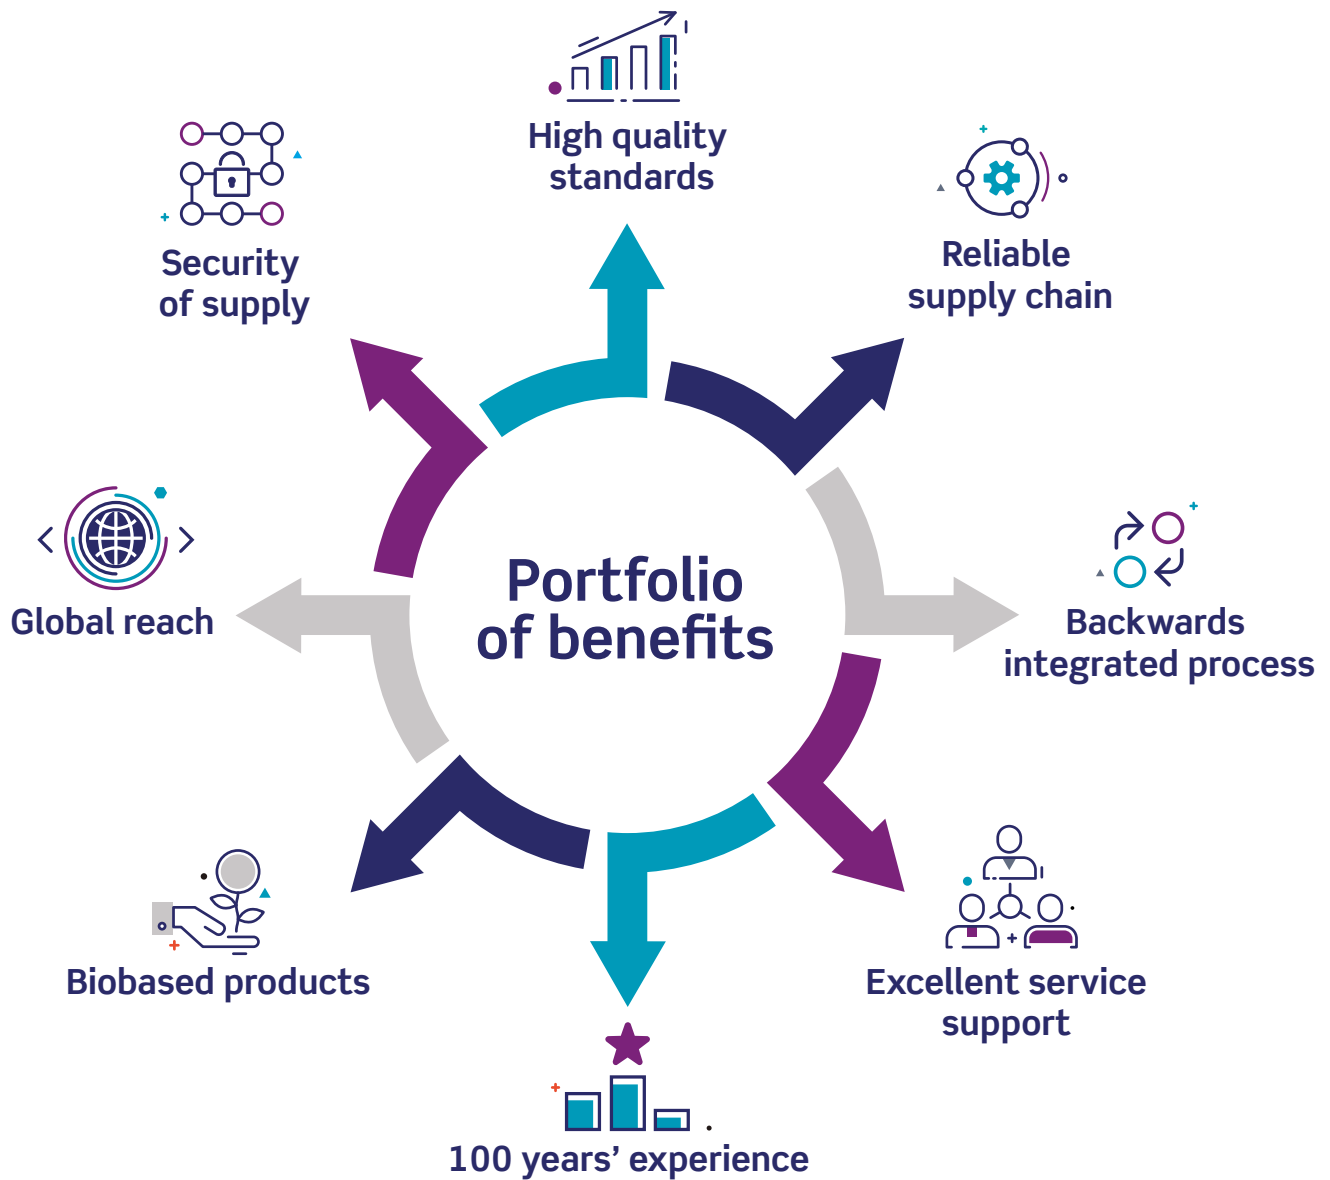 High quality
standards
Security
of supply
Reliable
supply chain
Portfolio
of benefits
Global reach
Backwards
integrated process
Biobased products
Excellent service
support
100 years’ experience